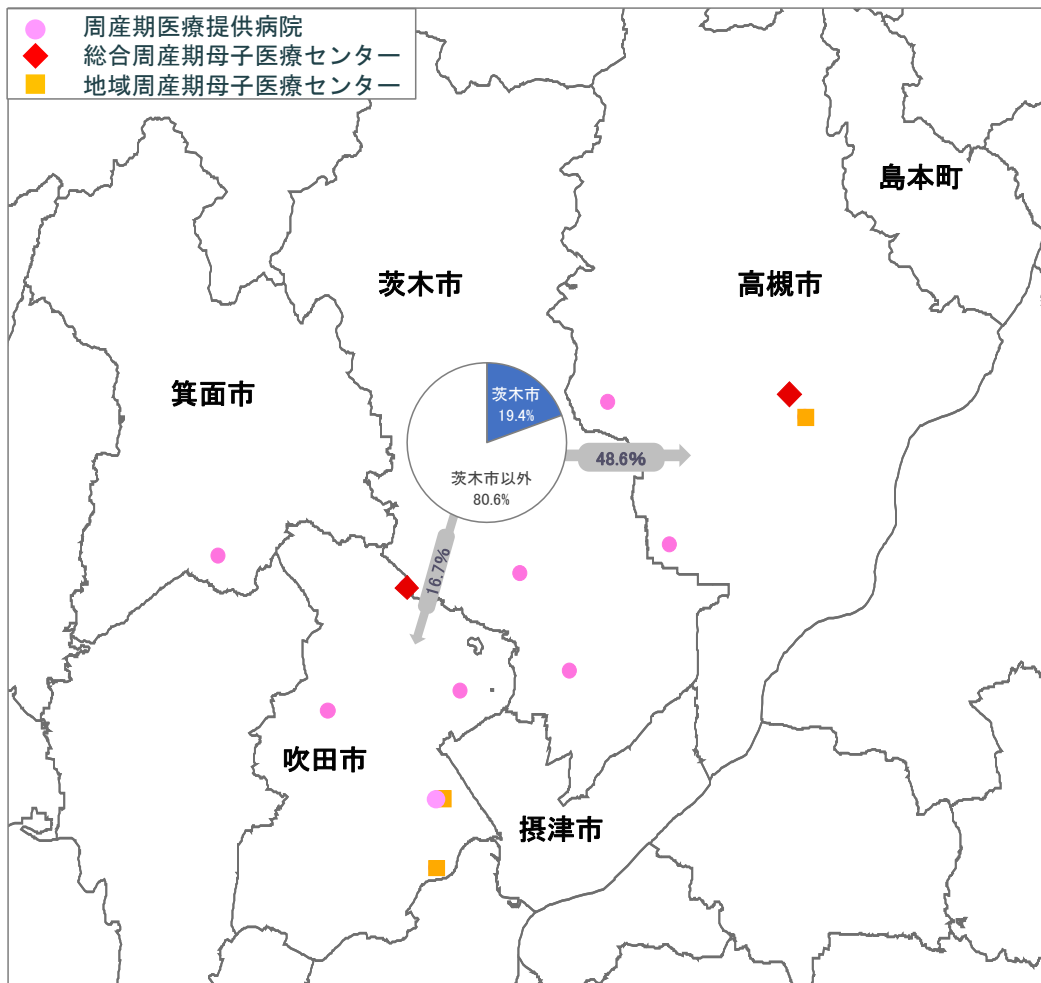 周産期医療提供病院
総合周産期母子医療センター
地域周産期母子医療センター
島本町
茨木市
高槻市
箕面市
茨木市
19.4%
48.6%
茨木市以外
80.6%
16.7%
吹田市
摂津市